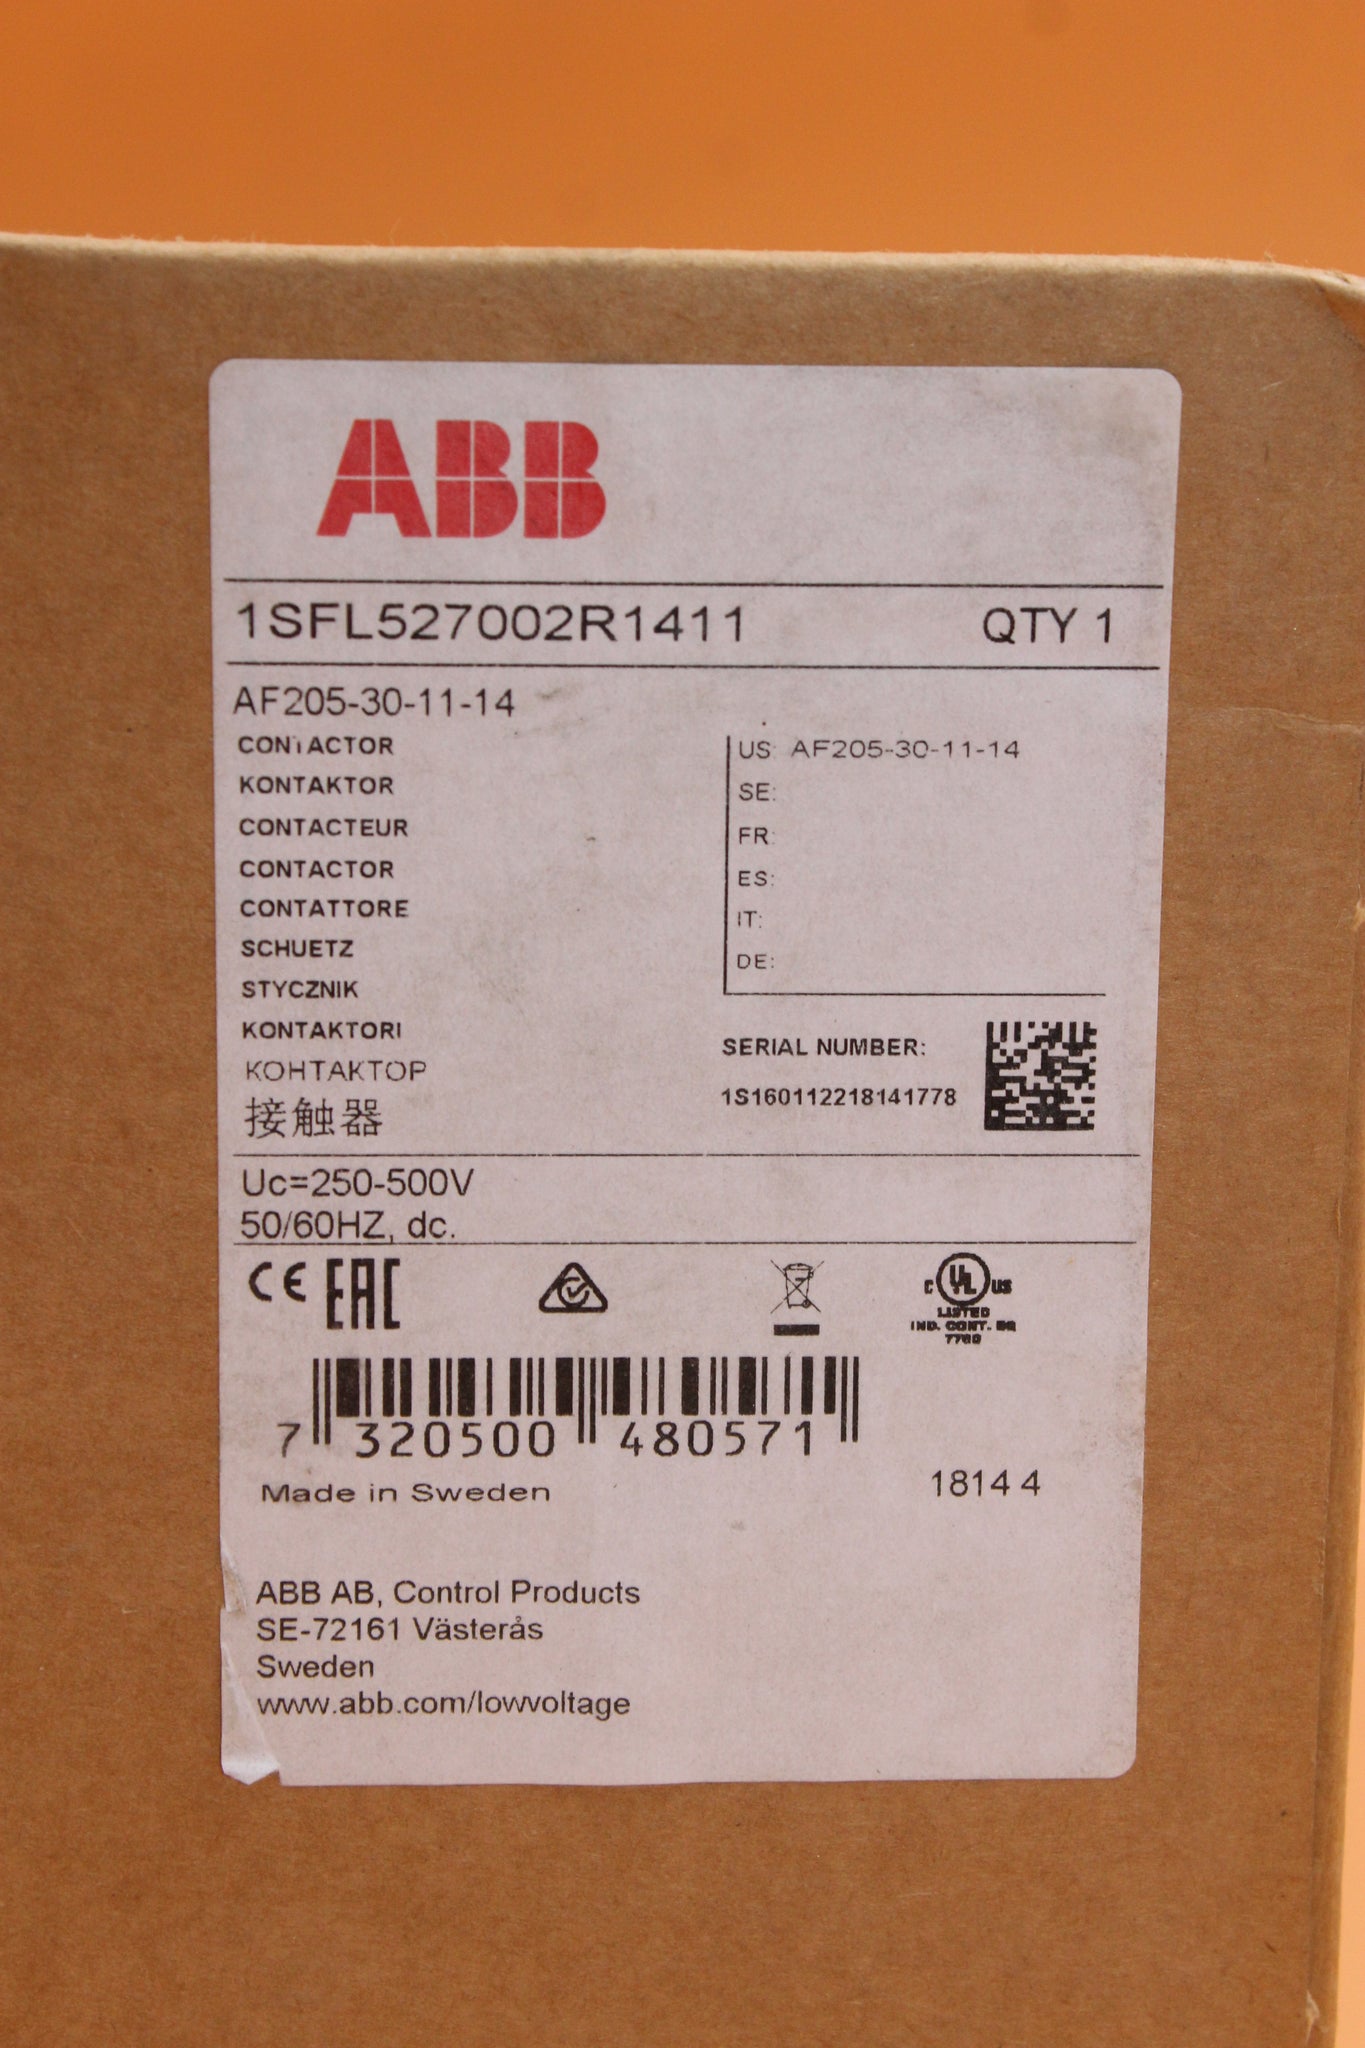 ABB
1SFL527002R1411 QTY 1
AF205-30-11-14
CONTACTOR
KONTAKTOR
CONTACTEUR
CONTACTOR
CONTATTORE
SCHUETZ
STYCZNIK
KONTAKTORI
КОНТАКТОР
接触器
US: AF205-30-11-14
SE:
FR:
ES:
IT:
DE:
SERIAL NUMBER:
1S160112218141778
Uc=250-500V
50/60HZ, dc.
CE EAC
C UL US
LISTED
IND. CONT. EQ
7 320500 480571
Made in Sweden 1814 4
ABB AB, Control Products
SE-72161 Västerås
Sweden
www.abb.com/lowvoltage